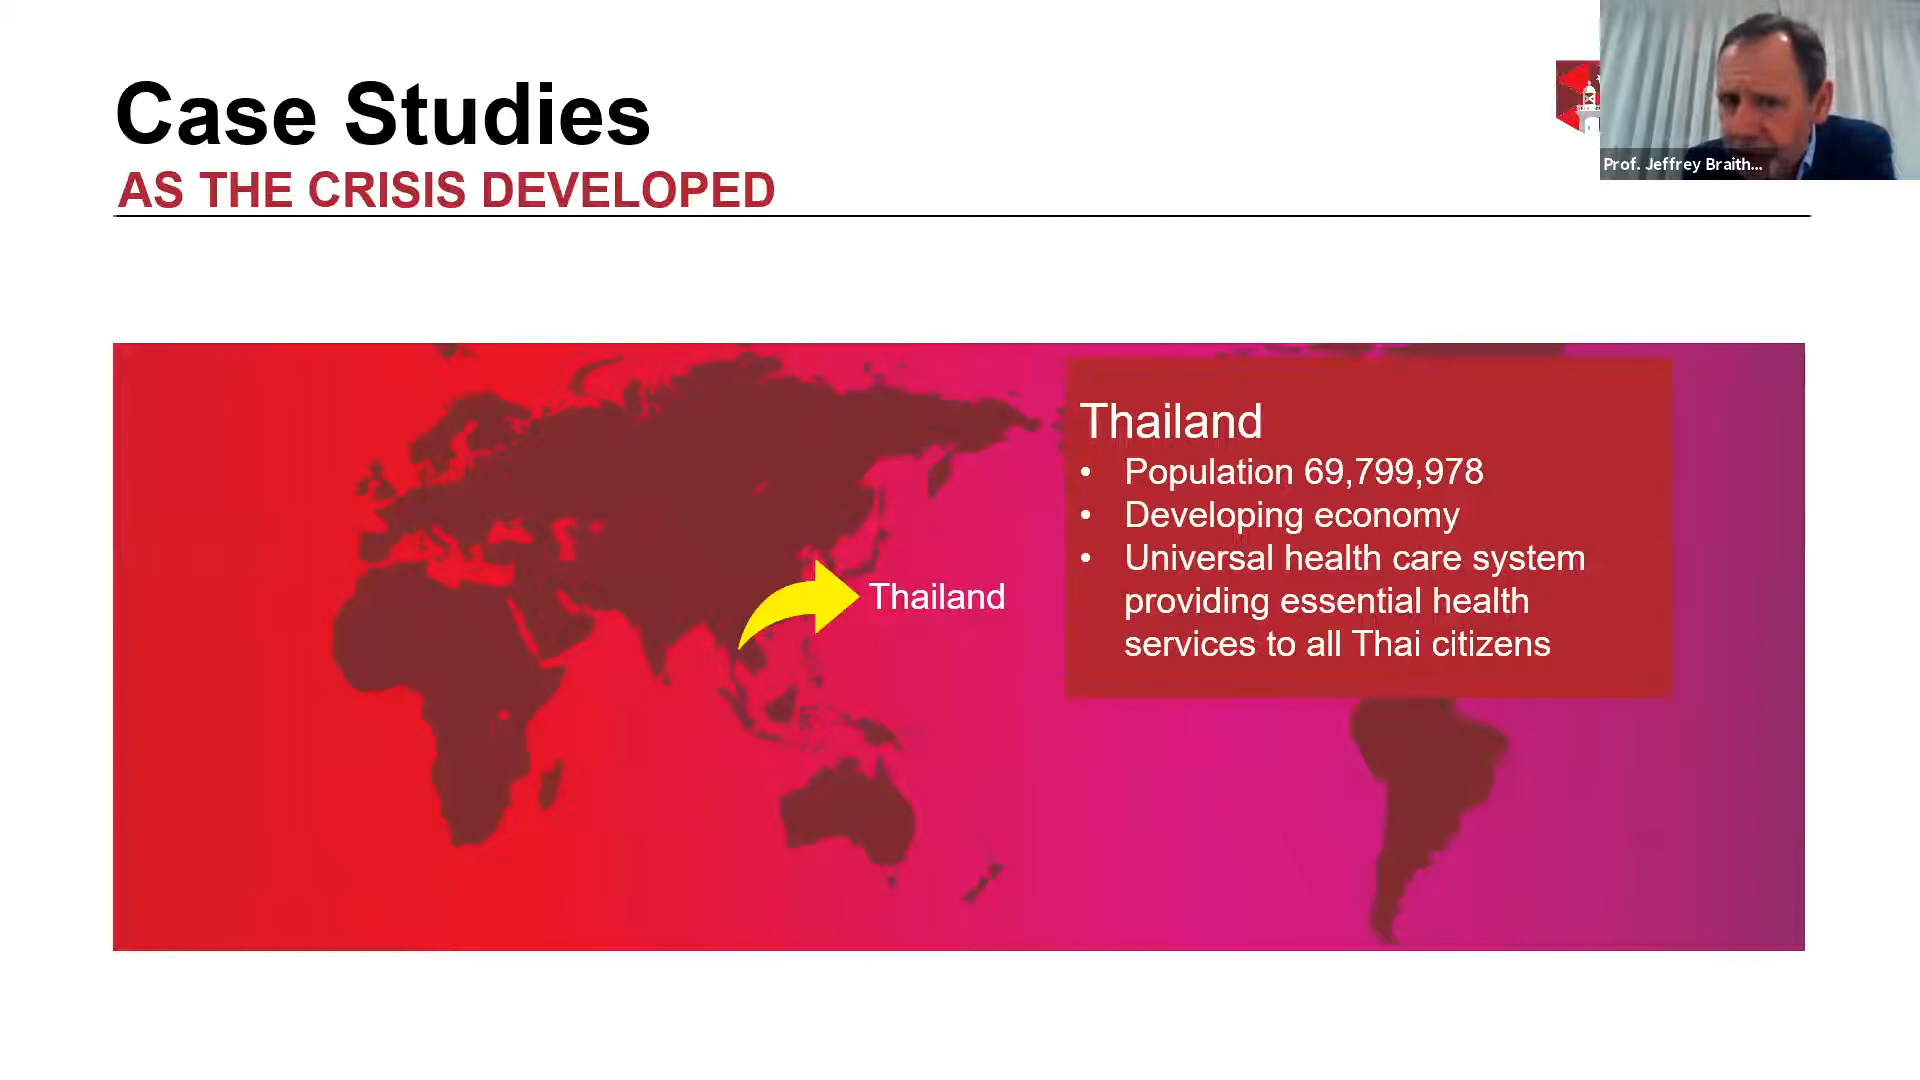 Case Studies
AS THE CRISIS DEVELOPED
Prof. Jeffrey Braith...
Thailand
• Population 69,799,978
• Developing economy
• Universal health care system
providing essential health
services to all Thai citizens
Thailand